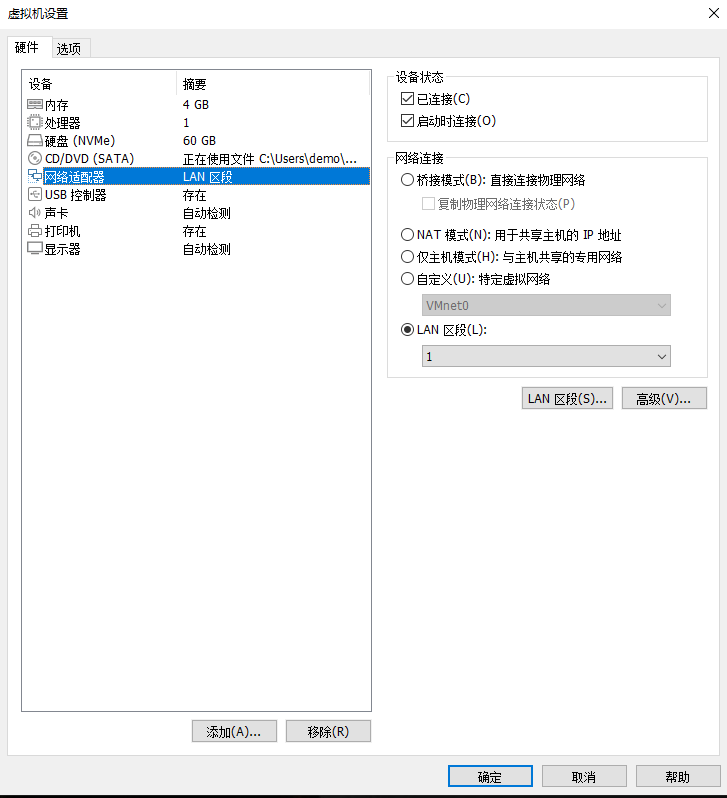 虚拟机设置
硬件 选项
设备 摘要
内存 4 GB
处理器 1
硬盘 (NVMe) 60 GB
CD/DVD (SATA) 正在使用文件 C:\Users\demo\...
网络适配器 LAN 区段
USB 控制器 存在
声卡 自动检测
打印机 存在
显示器 自动检测
添加(A)... 移除(R)
设备状态
已连接(C)
启动时连接(O)
网络连接
桥接模式(B): 直接连接物理网络
复制物理网络连接状态(P)
NAT 模式(N): 用于共享主机的 IP 地址
仅主机模式(H): 与主机共享的专用网络
自定义(U): 特定虚拟网络
VMnet0
LAN 区段(L):
1
LAN 区段(S)... 高级(V)...
确定 取消 帮助